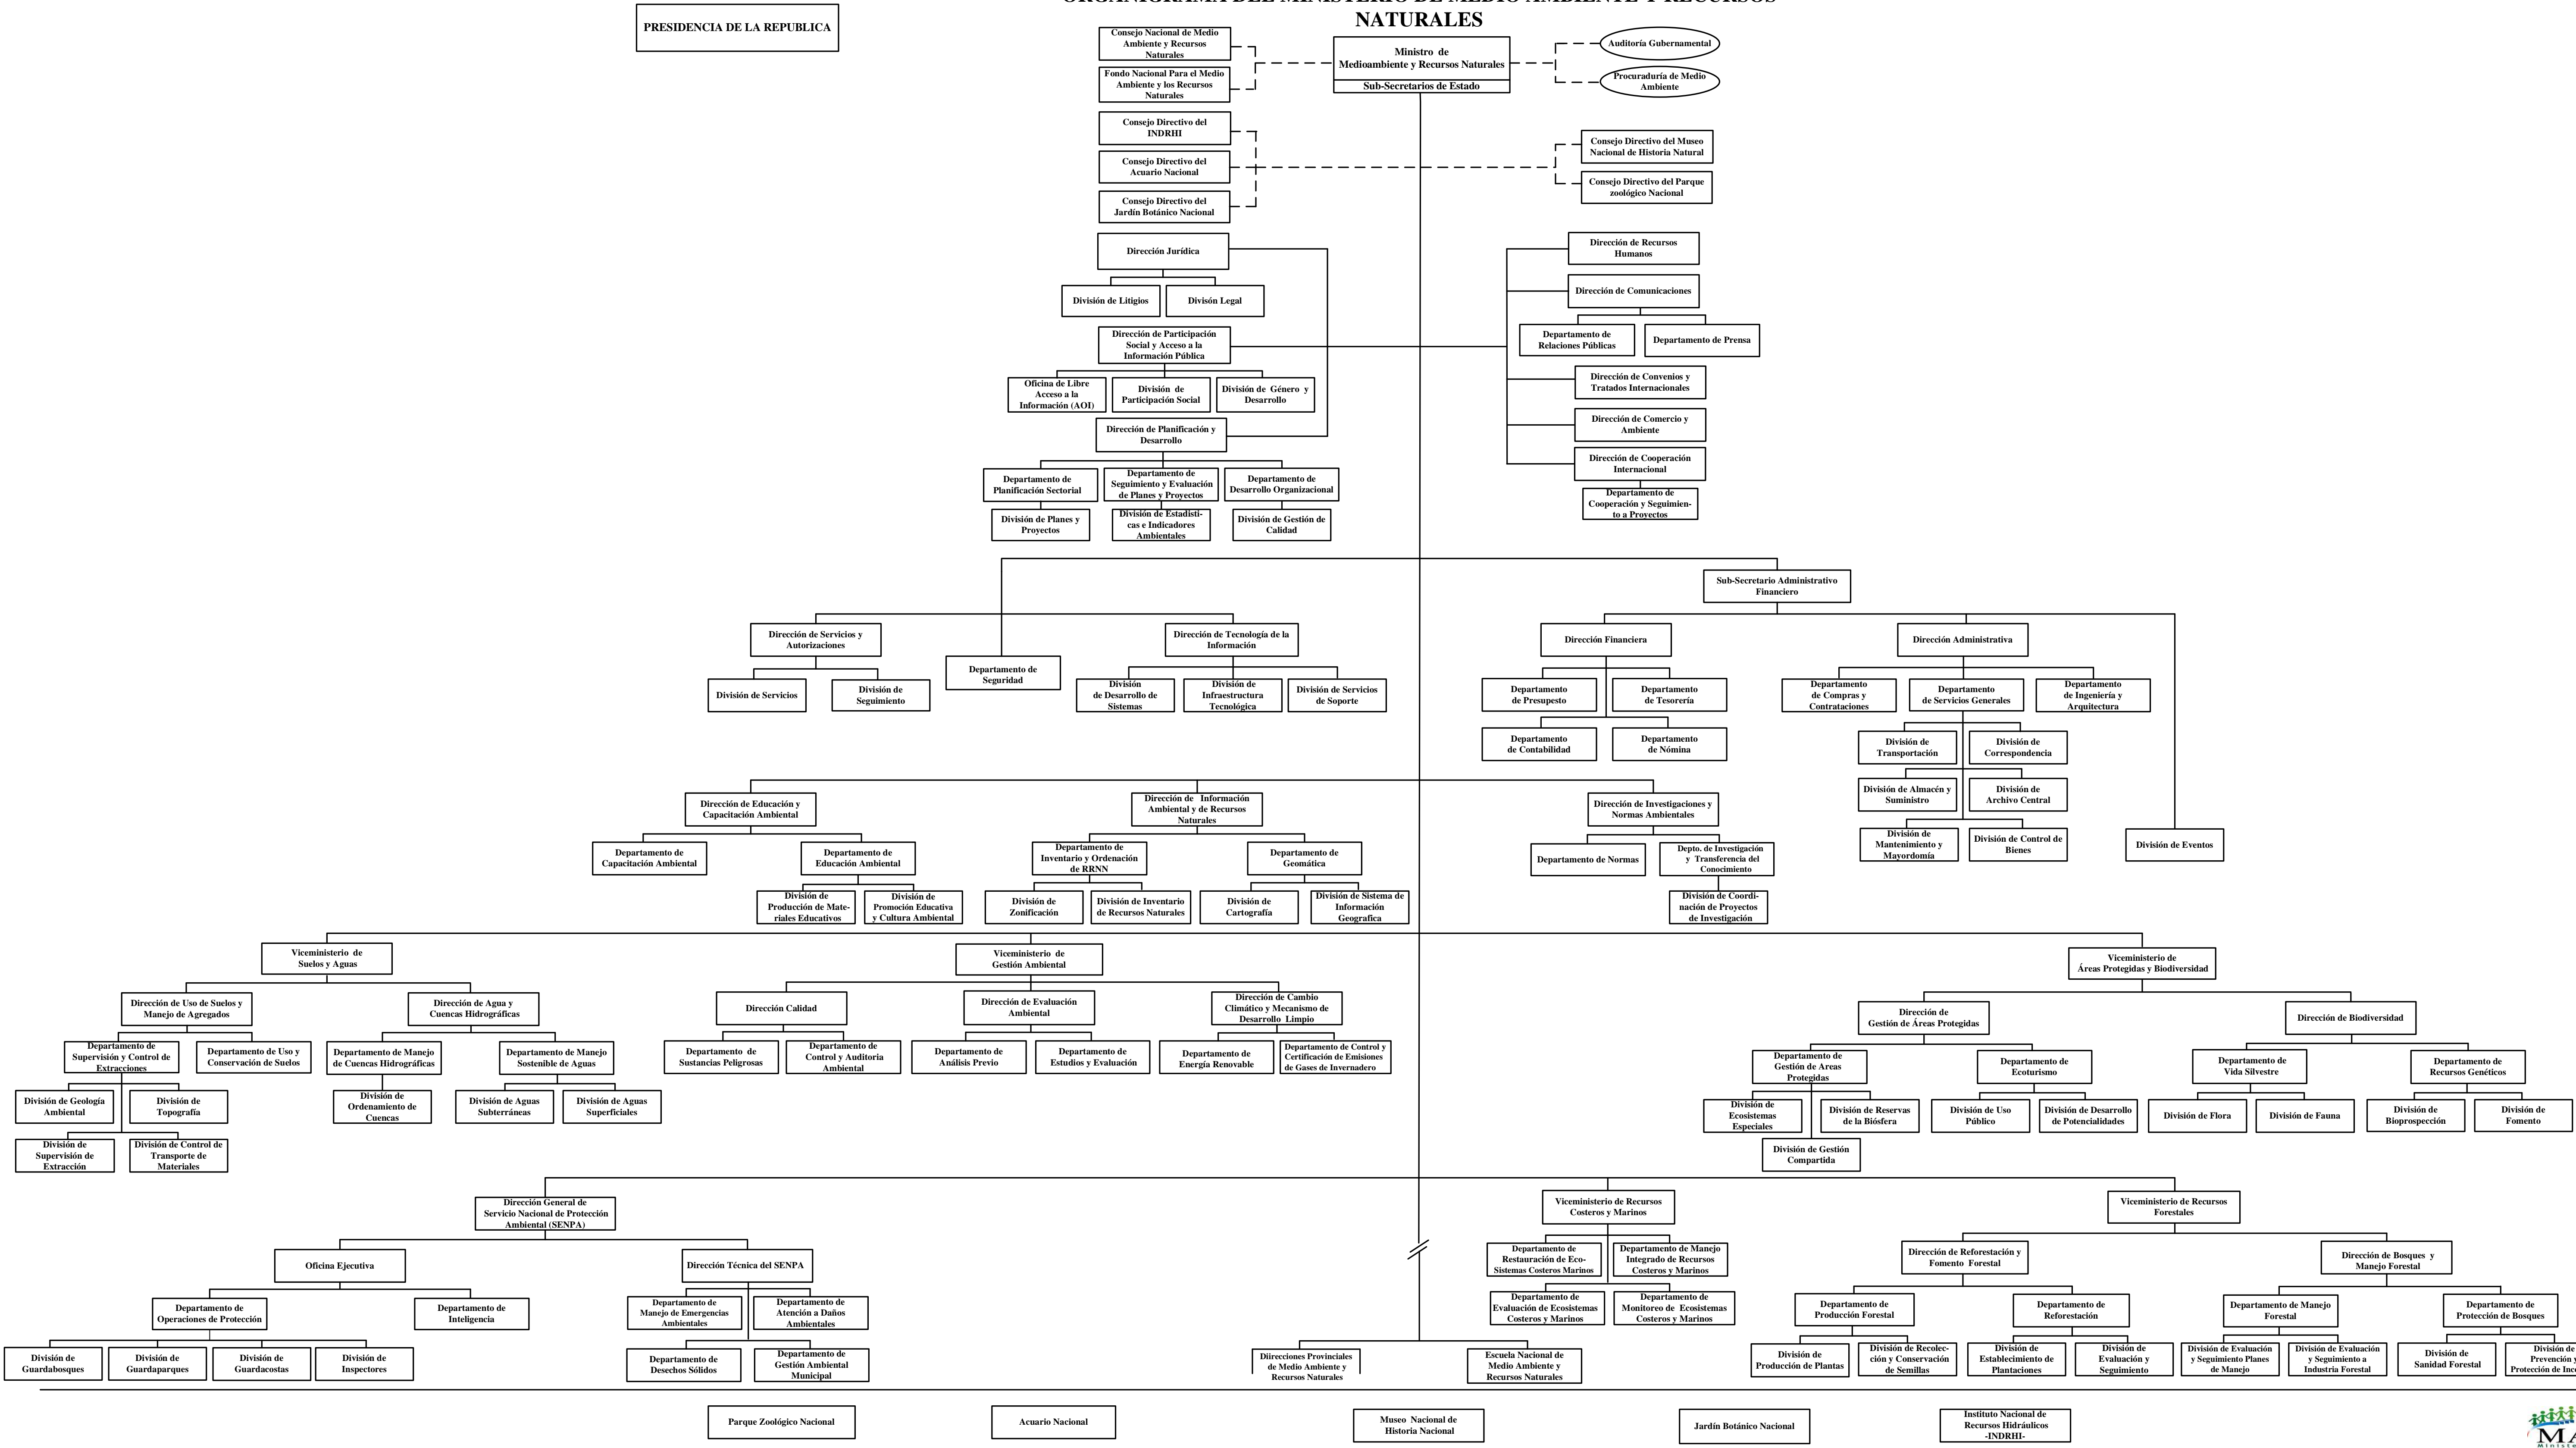 ORGANIGRAMA DEL MINISTERIO DE MEDIO AMBIENTE Y RECURSOS
NATURALES
PRESIDENCIA DE LA REPUBLICA
Consejo Nacional de Medio
Ambiente y Recursos
Naturales
Fondo Nacional Para el Medio
Ambiente y los Recursos
Naturales
Ministro de
Medioambiente y Recursos Naturales
Sub-Secretarios de Estado
Auditoría Gubernamental
Procuraduría de Medio
Ambiente
Consejo Directivo del
INDRHI
Consejo Directivo del
Acuario Nacional
Consejo Directivo del
Jardín Botánico Nacional
Consejo Directivo del Museo
Nacional de Historia Natural
Consejo Directivo del Parque
zoológico Nacional
Dirección Jurídica
División de Litigios
Divisón Legal
Dirección de Participación
Social y Acceso a la
Información Pública
Oficina de Libre
Acceso a la
Información (AOI)
División de
Participación Social
División de Género y
Desarrollo
Dirección de Planificación y
Desarrollo
Departamento de
Planificación Sectorial
Departamento de
Seguimiento y Evaluación
de Planes y Proyectos
Departamento de
Desarrollo Organizacional
División de Planes y
Proyectos
División de Estadísti-
cas e Indicadores
Ambientales
División de Gestión de
Calidad
Dirección de Recursos
Humanos
Dirección de Comunicaciones
Departamento de
Relaciones Públicas
Departamento de Prensa
Dirección de Convenios y
Tratados Internacionales
Dirección de Comercio y
Ambiente
Dirección de Cooperación
Internacional
Departamento de
Cooperación y Seguimien-
to a Proyectos
Sub-Secretario Administrativo
Financiero
Dirección de Servicios y
Autorizaciones
División de Servicios
División de
Seguimiento
Departamento de
Seguridad
Dirección de Tecnología de la
Información
División
de Desarrollo de
Sistemas
División de
Infraestructura
Tecnológica
División de Servicios
de Soporte
Dirección Financiera
Departamento
de Presupesto
Departamento
de Tesorería
Departamento
de Contabilidad
Departamento
de Nómina
Dirección Administrativa
Departamento
de Compras y
Contrataciones
Departamento
de Servicios Generales
Departamento
de Ingeniería y
Arquitectura
División de
Transportación
División de
Correspondencia
División de Almacén y
Suministro
División de
Archivo Central
División de
Mantenimiento y
Mayordomía
División de Control de
Bienes
División de Eventos
Dirección de Educación y
Capacitación Ambiental
Departamento de
Capacitación Ambiental
Departamento de
Educación Ambiental
División de
Producción de Mate-
riales Educativos
División de
Promoción Educativa
y Cultura Ambiental
Dirección de Información
Ambiental y de Recursos
Naturales
Departamento de
Inventario y Ordenación
de RRNN
Departamento de
Geomática
División de
Zonificación
División de Inventario
de Recursos Naturales
División de
Cartografía
División de Sistema de
Información
Geografica
Dirección de Investigaciones y
Normas Ambientales
Departamento de Normas
Depto. de Investigación
y Transferencia del
Conocimiento
División de Coordi-
nación de Proyectos
de Investigación
Viceministerio de
Suelos y Aguas
Dirección de Uso de Suelos y
Manejo de Agregados
Dirección de Agua y
Cuencas Hidrográficas
Departamento de
Supervisión y Control de
Extracciones
Departamento de Uso y
Conservación de Suelos
Departamento de Manejo
de Cuencas Hidrográficas
Departamento de Manejo
Sostenible de Aguas
División de Geología
Ambiental
División de
Topografía
División de
Ordenamiento de
Cuencas
División de Aguas
Subterráneas
División de Aguas
Superficiales
División de
Supervisión de
Extracción
División de Control de
Transporte de
Materiales
Viceministerio de
Gestión Ambiental
Dirección Calidad
Dirección de Evaluación
Ambiental
Dirección de Cambio
Climático y Mecanismo de
Desarrollo Limpio
Departamento de
Sustancias Peligrosas
Departamento de
Control y Auditoria
Ambiental
Departamento de
Análisis Previo
Departamento de
Estudios y Evaluación
Departamento de
Energía Renovable
Departamento de Control y
Certificación de Emisiones
de Gases de Invernadero
Viceministerio de
Áreas Protegidas y Biodiversidad
Dirección de
Gestión de Áreas Protegidas
Dirección de Biodiversidad
Departamento de
Gestión de Areas
Protegidas
Departamento de
Ecoturismo
Departamento de
Vida Silvestre
Departamento de
Recursos Genéticos
División de
Ecosistemas
Especiales
División de Reservas
de la Biósfera
División de Uso
Público
División de Desarrollo
de Potencialidades
División de Flora
División de Fauna
División de
Bioprospección
División de
Fomento
División de Gestión
Compartida
Dirección General de
Servicio Nacional de Protección
Ambiental (SENPA)
Oficina Ejecutiva
Dirección Técnica del SENPA
Departamento de
Operaciones de Protección
Departamento de
Inteligencia
División de
Guardabosques
División de
Guardaparques
División de
Guardacostas
División de
Inspectores
Departamento de
Manejo de Emergencias
Ambientales
Departamento de
Atención a Daños
Ambientales
Departamento de
Desechos Sólidos
Departamento de
Gestión Ambiental
Municipal
Viceministerio de Recursos
Costeros y Marinos
Departamento de
Restauración de Eco-
Sistemas Costeros Marinos
Departamento de Manejo
Integrado de Recursos
Costeros y Marinos
Departamento de
Evaluación de Ecosistemas
Costeros y Marinos
Departamento de
Monitoreo de Ecosistemas
Costeros y Marinos
Diirecciones Provinciales
de Medio Ambiente y
Recursos Naturales
Escuela Nacional de
Medio Ambiente y
Recursos Naturales
Viceministerio de Recursos
Forestales
Dirección de Reforestación y
Fomento Forestal
Dirección de Bosques y
Manejo Forestal
Departamento de
Producción Forestal
Departamento de
Reforestación
Departamento de Manejo
Forestal
Departamento de
Protección de Bosques
División de
Producción de Plantas
División de Recolec-
ción y Conservación
de Semillas
División de
Establecimiento de
Plantaciones
División de
Evaluación y
Seguimiento
División de Evaluación
y Seguimiento Planes
de Manejo
División de Evaluación
y Seguimiento a
Industria Forestal
División de
Sanidad Forestal
División de
Prevención y
Protección de
Parque Zoológico Nacional
Acuario Nacional
Museo Nacional de
Historia Nacional
Jardín Botánico Nacional
Instituto Nacional de
Recursos Hidráulicos
-INDRHI-